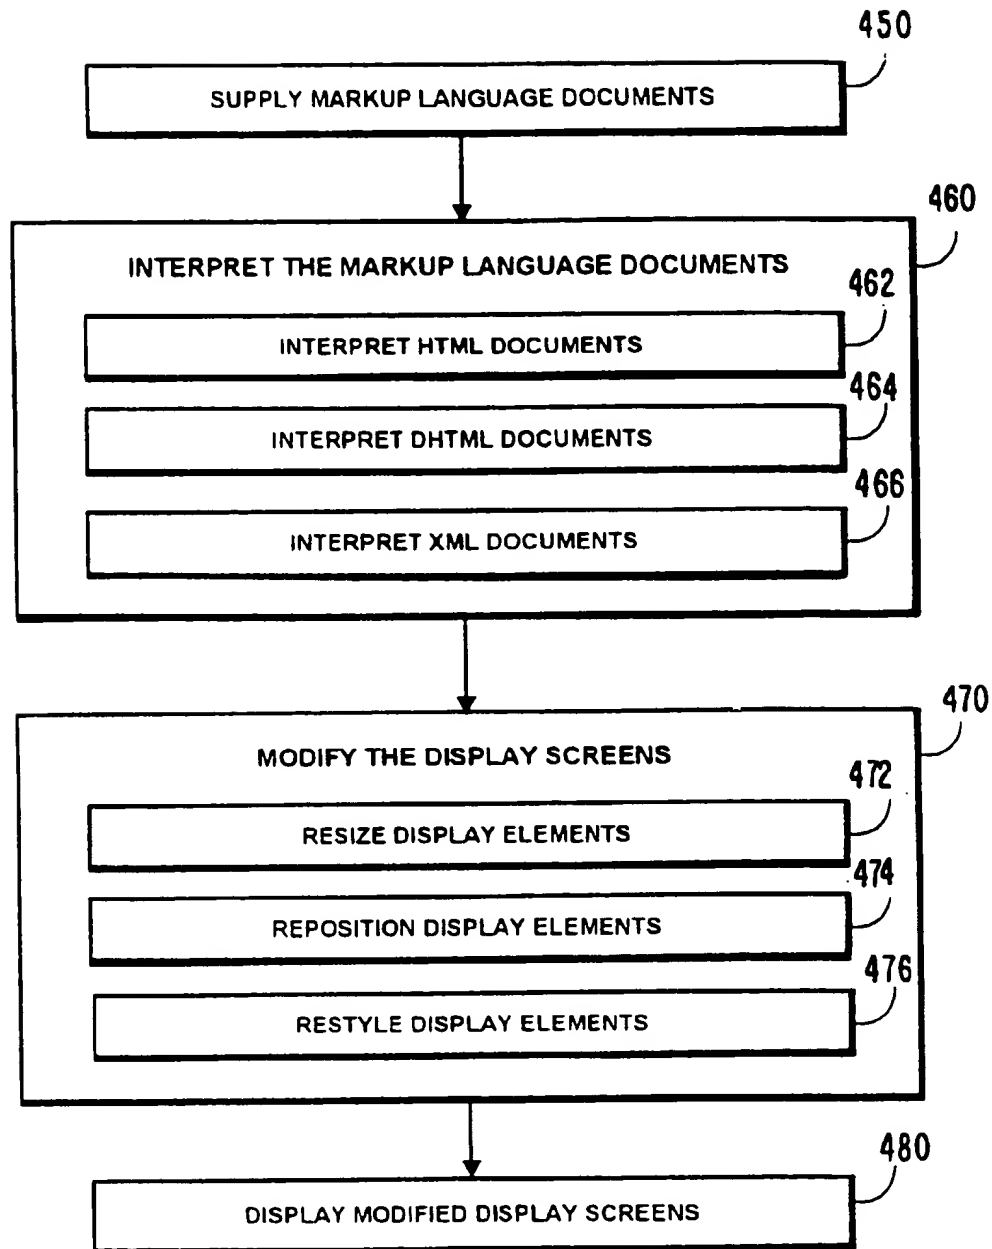 450
SUPPLY MARKUP LANGUAGE DOCUMENTS
460
INTERPRET THE MARKUP LANGUAGE DOCUMENTS
462
INTERPRET HTML DOCUMENTS
464
INTERPRET DHTML DOCUMENTS
466
INTERPRET XML DOCUMENTS
470
MODIFY THE DISPLAY SCREENS
472
RESIZE DISPLAY ELEMENTS
474
REPOSITION DISPLAY ELEMENTS
476
RESTYLE DISPLAY ELEMENTS
480
DISPLAY MODIFIED DISPLAY SCREENS